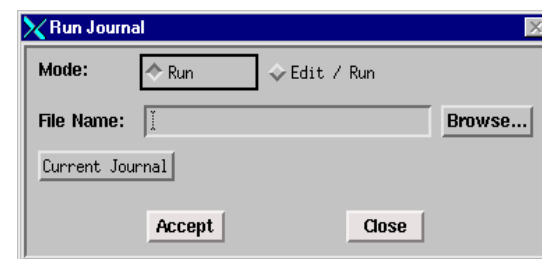 Run Journal
Mode: Run Edit / Run
File Name: Browse...
Current Journal
Accept Close